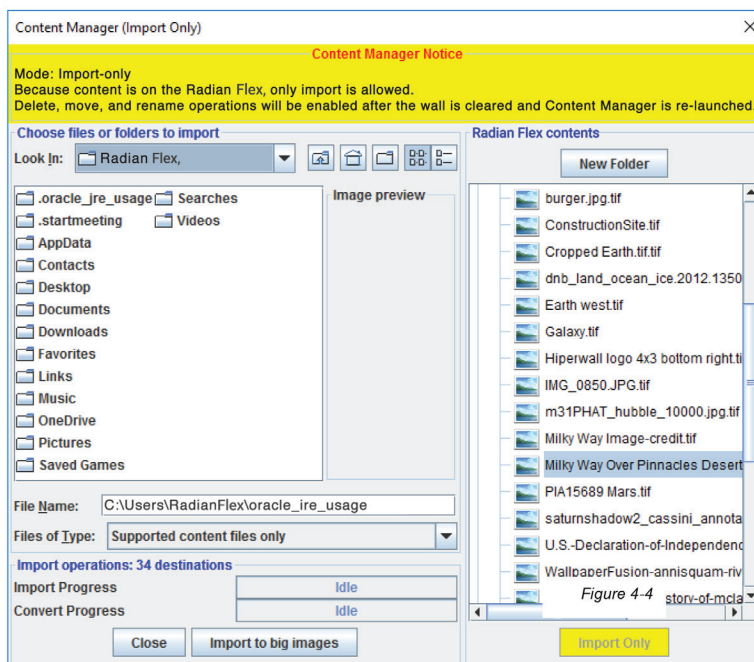 Content Manager (Import Only)
Content Manager Notice
Mode: Import-only
Because content is on the Radian Flex, only import is allowed.
Delete, move, and rename operations will be enabled after the wall is cleared and Content Manager is re-launched.
Choose files or folders to import
Look In:
Radian Flex,
.oracle_jre_usage
.startmeeting
AppData
Contacts
Desktop
Documents
Downloads
Favorites
Links
Music
OneDrive
Pictures
Saved Games
Searches
Videos
Image preview
File Name:
C:\Users\RadianFlex\oracle_ire_usage
Files of Type:
Supported content files only
Import operations: 34 destinations
Import Progress
Idle
Convert Progress
Idle
Close
Import to big images
Radian Flex contents
New Folder
burger.jpg.tif
ConstructionSite.tif
Cropped Earth.tif.tif
dnb_land_ocean_ice.2012.1350
Earth west.tif
Galaxy.tif
Hiperwall logo 4x3 bottom right.ti
IMG_0850.JPG.tif
m31PHAT_hubble_10000.jpg.tif
Milky Way Image-credit.tif
Milky Way Over Pinnacles Desert
PIA15689 Mars.tif
saturnshadow2_cassini_annota
U.S.-Declaration-of-Independenc
WallpaperFusion-annisquam-riv
Figure 4-4
story-of-mcla
Import Only